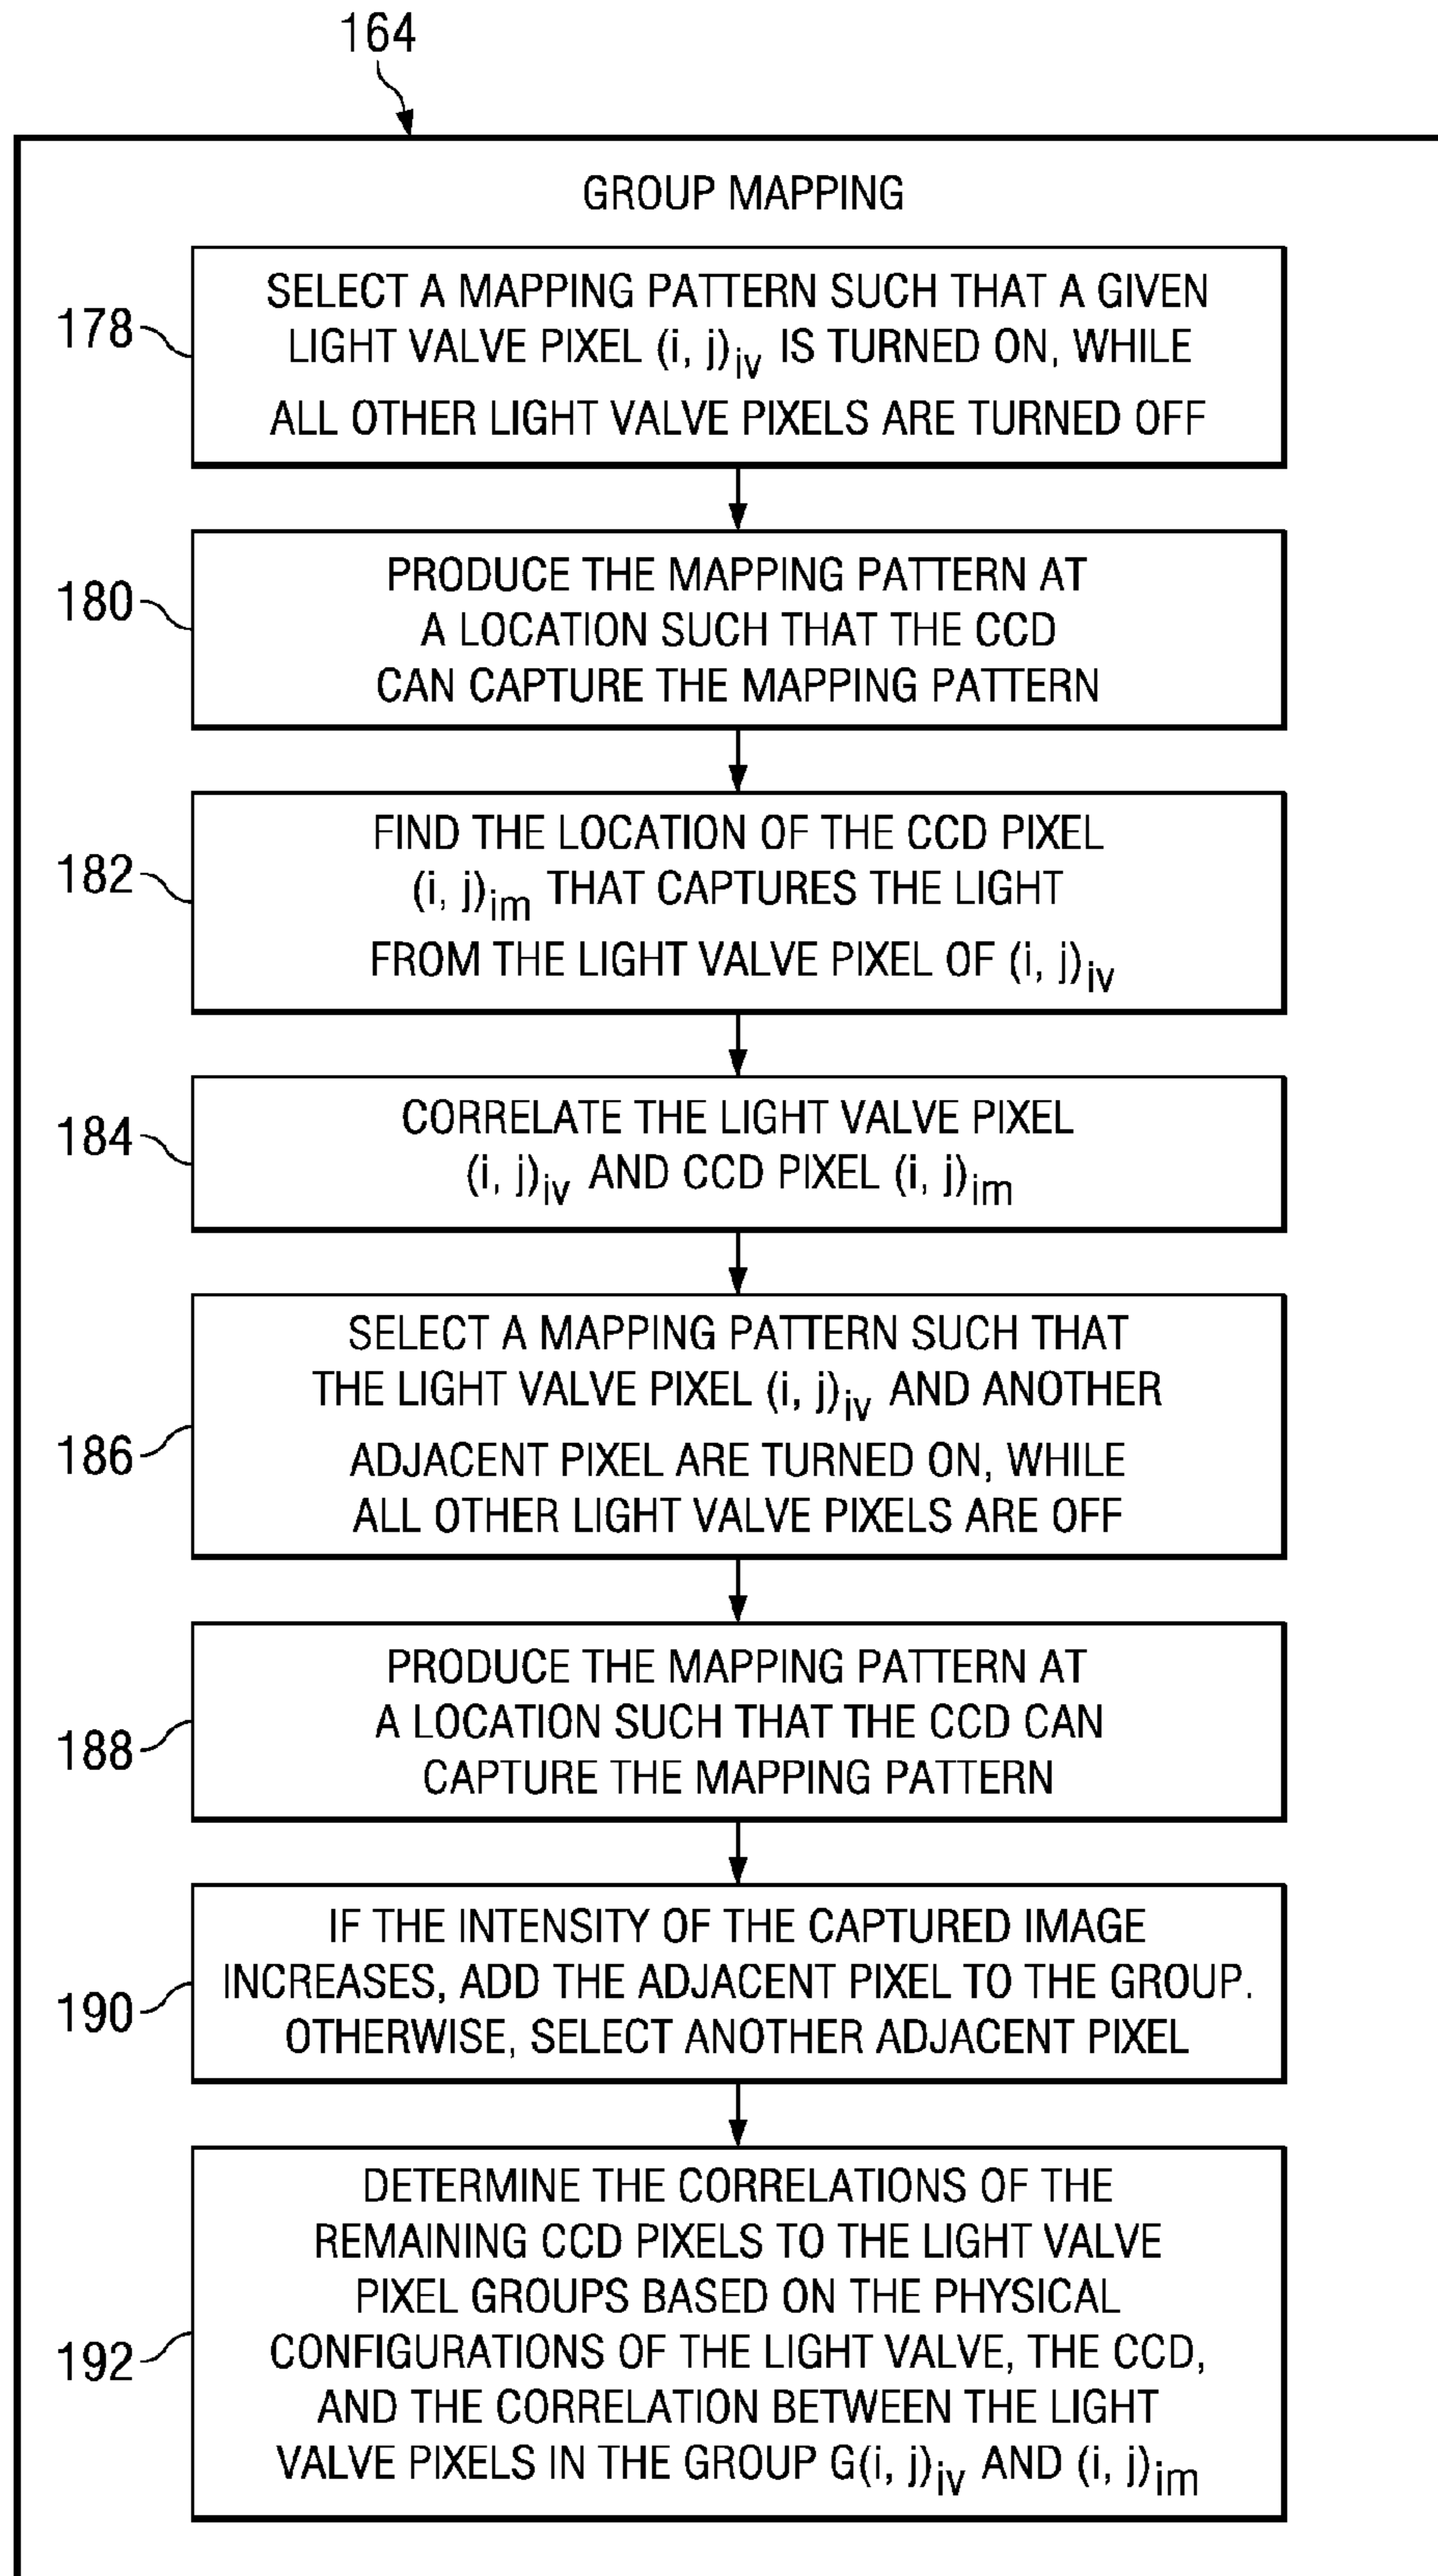 164
GROUP MAPPING
178
SELECT A MAPPING PATTERN SUCH THAT A GIVEN
LIGHT VALVE PIXEL (i, j)iv IS TURNED ON, WHILE
ALL OTHER LIGHT VALVE PIXELS ARE TURNED OFF
180
PRODUCE THE MAPPING PATTERN AT
A LOCATION SUCH THAT THE CCD
CAN CAPTURE THE MAPPING PATTERN
182
FIND THE LOCATION OF THE CCD PIXEL
(i, j)im THAT CAPTURES THE LIGHT
FROM THE LIGHT VALVE PIXEL OF (i, j)iv
184
CORRELATE THE LIGHT VALVE PIXEL
(i, j)iv AND CCD PIXEL (i, j)im
186
SELECT A MAPPING PATTERN SUCH THAT
THE LIGHT VALVE PIXEL (i, j)iv AND ANOTHER
ADJACENT PIXEL ARE TURNED ON, WHILE
ALL OTHER LIGHT VALVE PIXELS ARE OFF
188
PRODUCE THE MAPPING PATTERN AT
A LOCATION SUCH THAT THE CCD CAN
CAPTURE THE MAPPING PATTERN
190
IF THE INTENSITY OF THE CAPTURED IMAGE
INCREASES, ADD THE ADJACENT PIXEL TO THE GROUP.
OTHERWISE, SELECT ANOTHER ADJACENT PIXEL
192
DETERMINE THE CORRELATIONS OF THE
REMAINING CCD PIXELS TO THE LIGHT VALVE
PIXEL GROUPS BASED ON THE PHYSICAL
CONFIGURATIONS OF THE LIGHT VALVE, THE CCD,
AND THE CORRELATION BETWEEN THE LIGHT
VALVE PIXELS IN THE GROUP G(i, j)iv AND (i, j)im